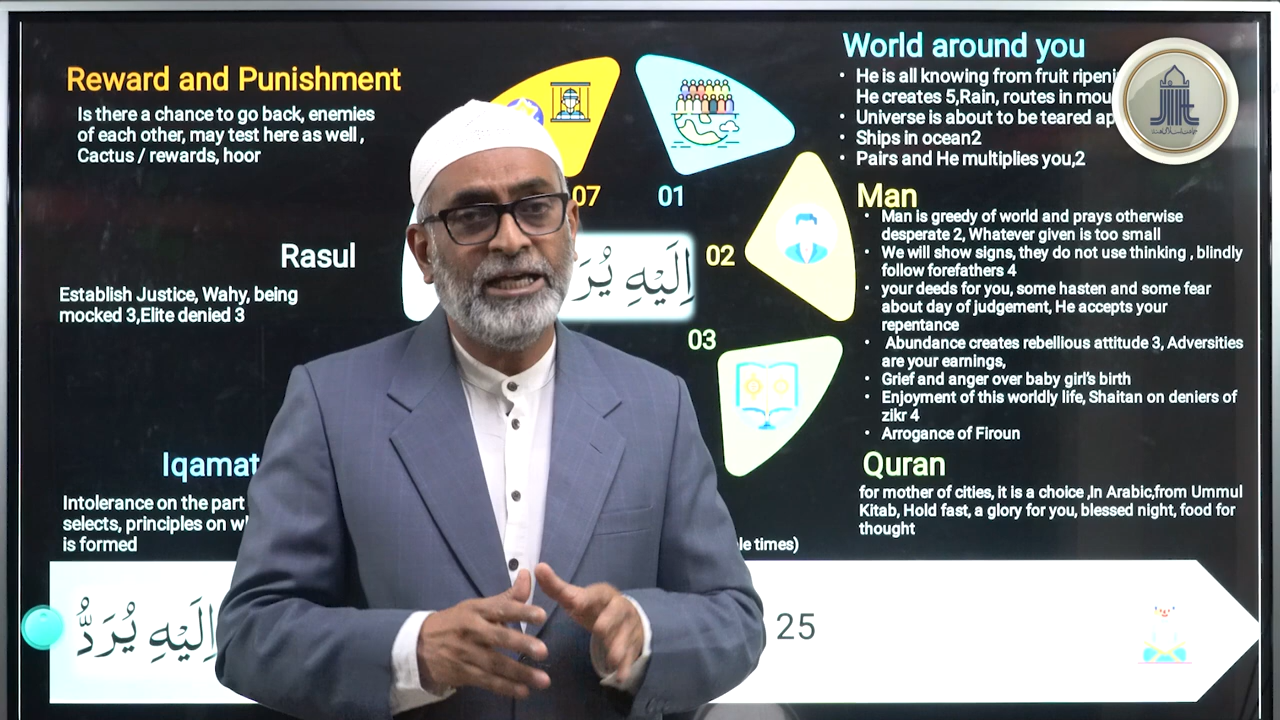 Reward and Punishment
Is there a chance to go back, enemies
of each other, may test here as well ,
Cactus / rewards, hoor
07
01
World around you
• He is all knowing from fruit ripeni
He creates 5,Rain, routes in mou
• Universe is about to be teared ap
• Ships in ocean2
• Pairs and He multiplies you,2
Rasul
Establish Justice, Wahy, being
mocked 3,Elite denied 3
إِلَيْهِ يُرَ
02
03
Man
• Man is greedy of world and prays otherwise
desperate 2, Whatever given is too small
• We will show signs, they do not use thinking , blindly
follow forefathers 4
• your deeds for you, some hasten and some fear
about day of judgement, He accepts your
repentance
• Abundance creates rebellious attitude 3, Adversities
are your earnings,
• Grief and anger over baby girl's birth
• Enjoyment of this worldly life, Shaitan on deniers of
zikr 4
• Arrogance of Firoun
Iqamat
Intolerance on the part
selects, principles on wh
is formed
le times)
Quran
for mother of cities, it is a choice ,In Arabic,from Ummul
Kitab, Hold fast, a glory for you, blessed night, food for
thought
إِلَيْهِ يُرَدُّ
25